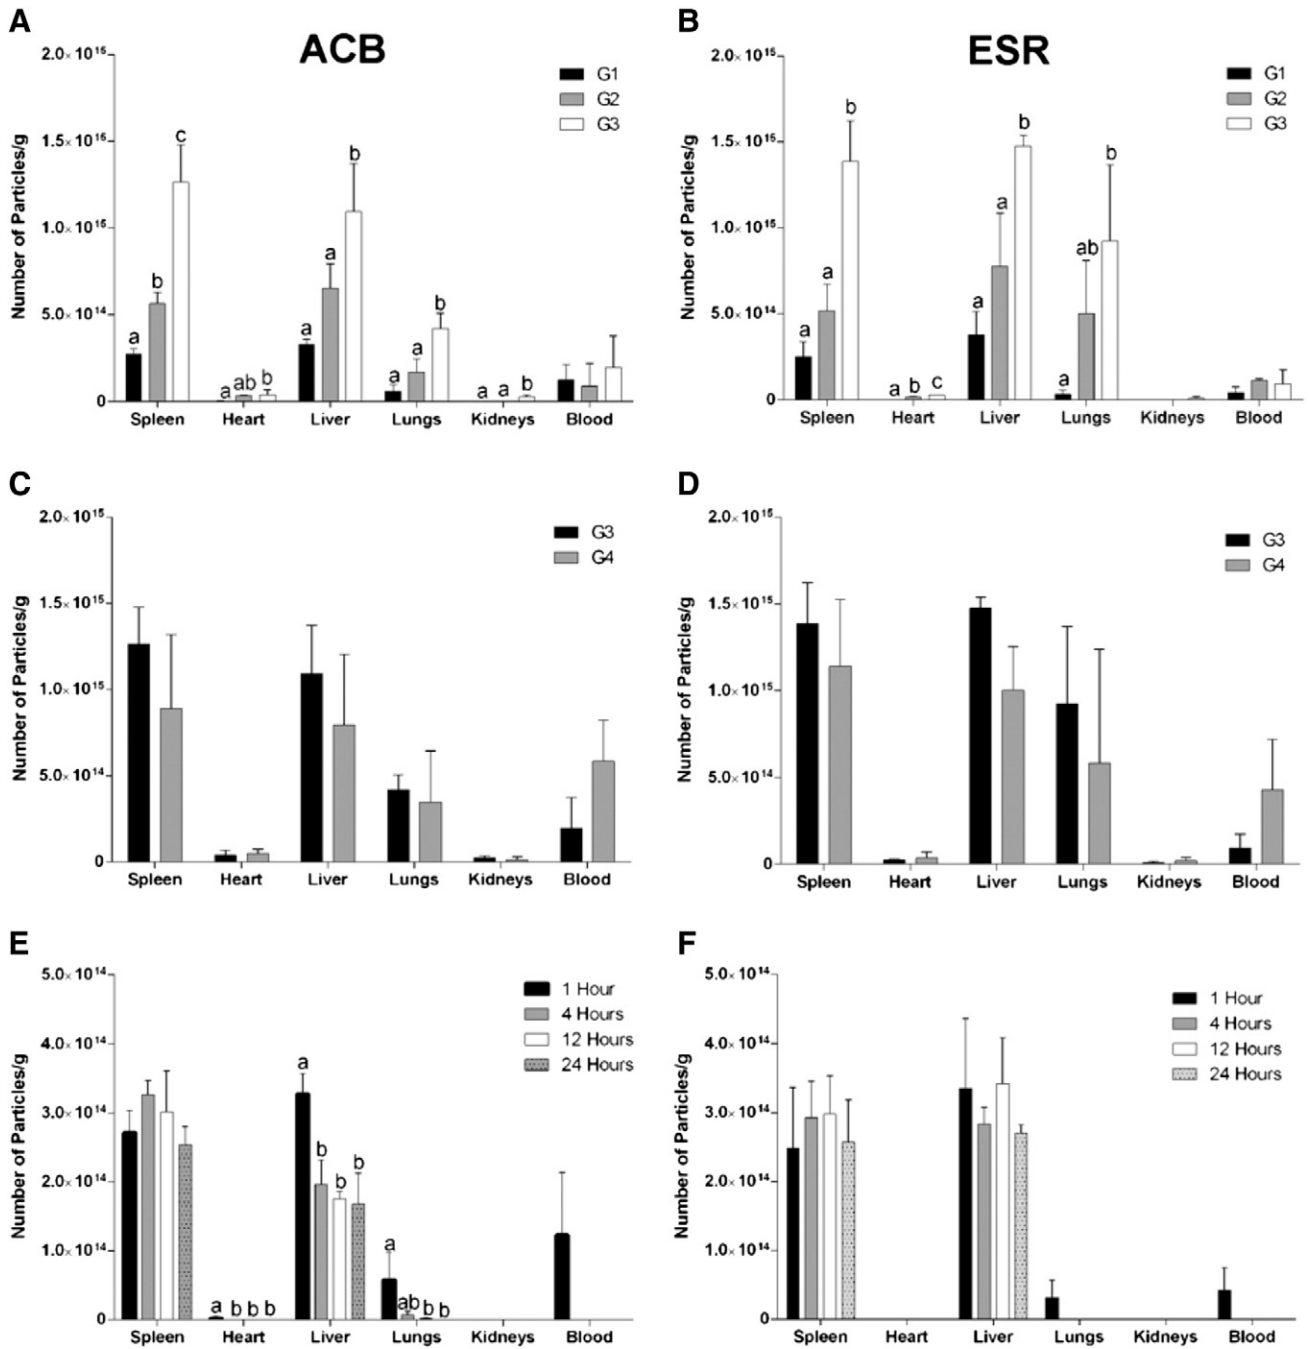 A
ACB
2.0× 10¹⁵
1.5× 10¹⁵
1.0× 10¹⁵
5.0× 10¹⁴
0
Number of Particles/g
G1
G2
G3
a b c
a ab b
a a b
a a b
a a b
Spleen Heart Liver Lungs Kidneys Blood
B
ESR
2.0× 10¹⁵
1.5× 10¹⁵
1.0× 10¹⁵
5.0× 10¹⁴
0
Number of Particles/g
G1
G2
G3
a a b
a b c
a a b
a ab b
Spleen Heart Liver Lungs Kidneys Blood
C
2.0× 10¹⁵
1.5× 10¹⁵
1.0× 10¹⁵
5.0× 10¹⁴
0
Number of Particles/g
G3
G4
Spleen Heart Liver Lungs Kidneys Blood
D
2.0× 10¹⁵
1.5× 10¹⁵
1.0× 10¹⁵
5.0× 10¹⁴
0
Number of Particles/g
G3
G4
Spleen Heart Liver Lungs Kidneys Blood
E
5.0× 10¹⁴
4.0× 10¹⁴
3.0× 10¹⁴
2.0× 10¹⁴
1.0× 10¹⁴
0
Number of Particles/g
1 Hour
4 Hours
12 Hours
24 Hours
a b b b
a b b b
a ab b b
Spleen Heart Liver Lungs Kidneys Blood
F
5.0× 10¹⁴
4.0× 10¹⁴
3.0× 10¹⁴
2.0× 10¹⁴
1.0× 10¹⁴
0
Number of Particles/g
1 Hour
4 Hours
12 Hours
24 Hours
Spleen Heart Liver Lungs Kidneys Blood